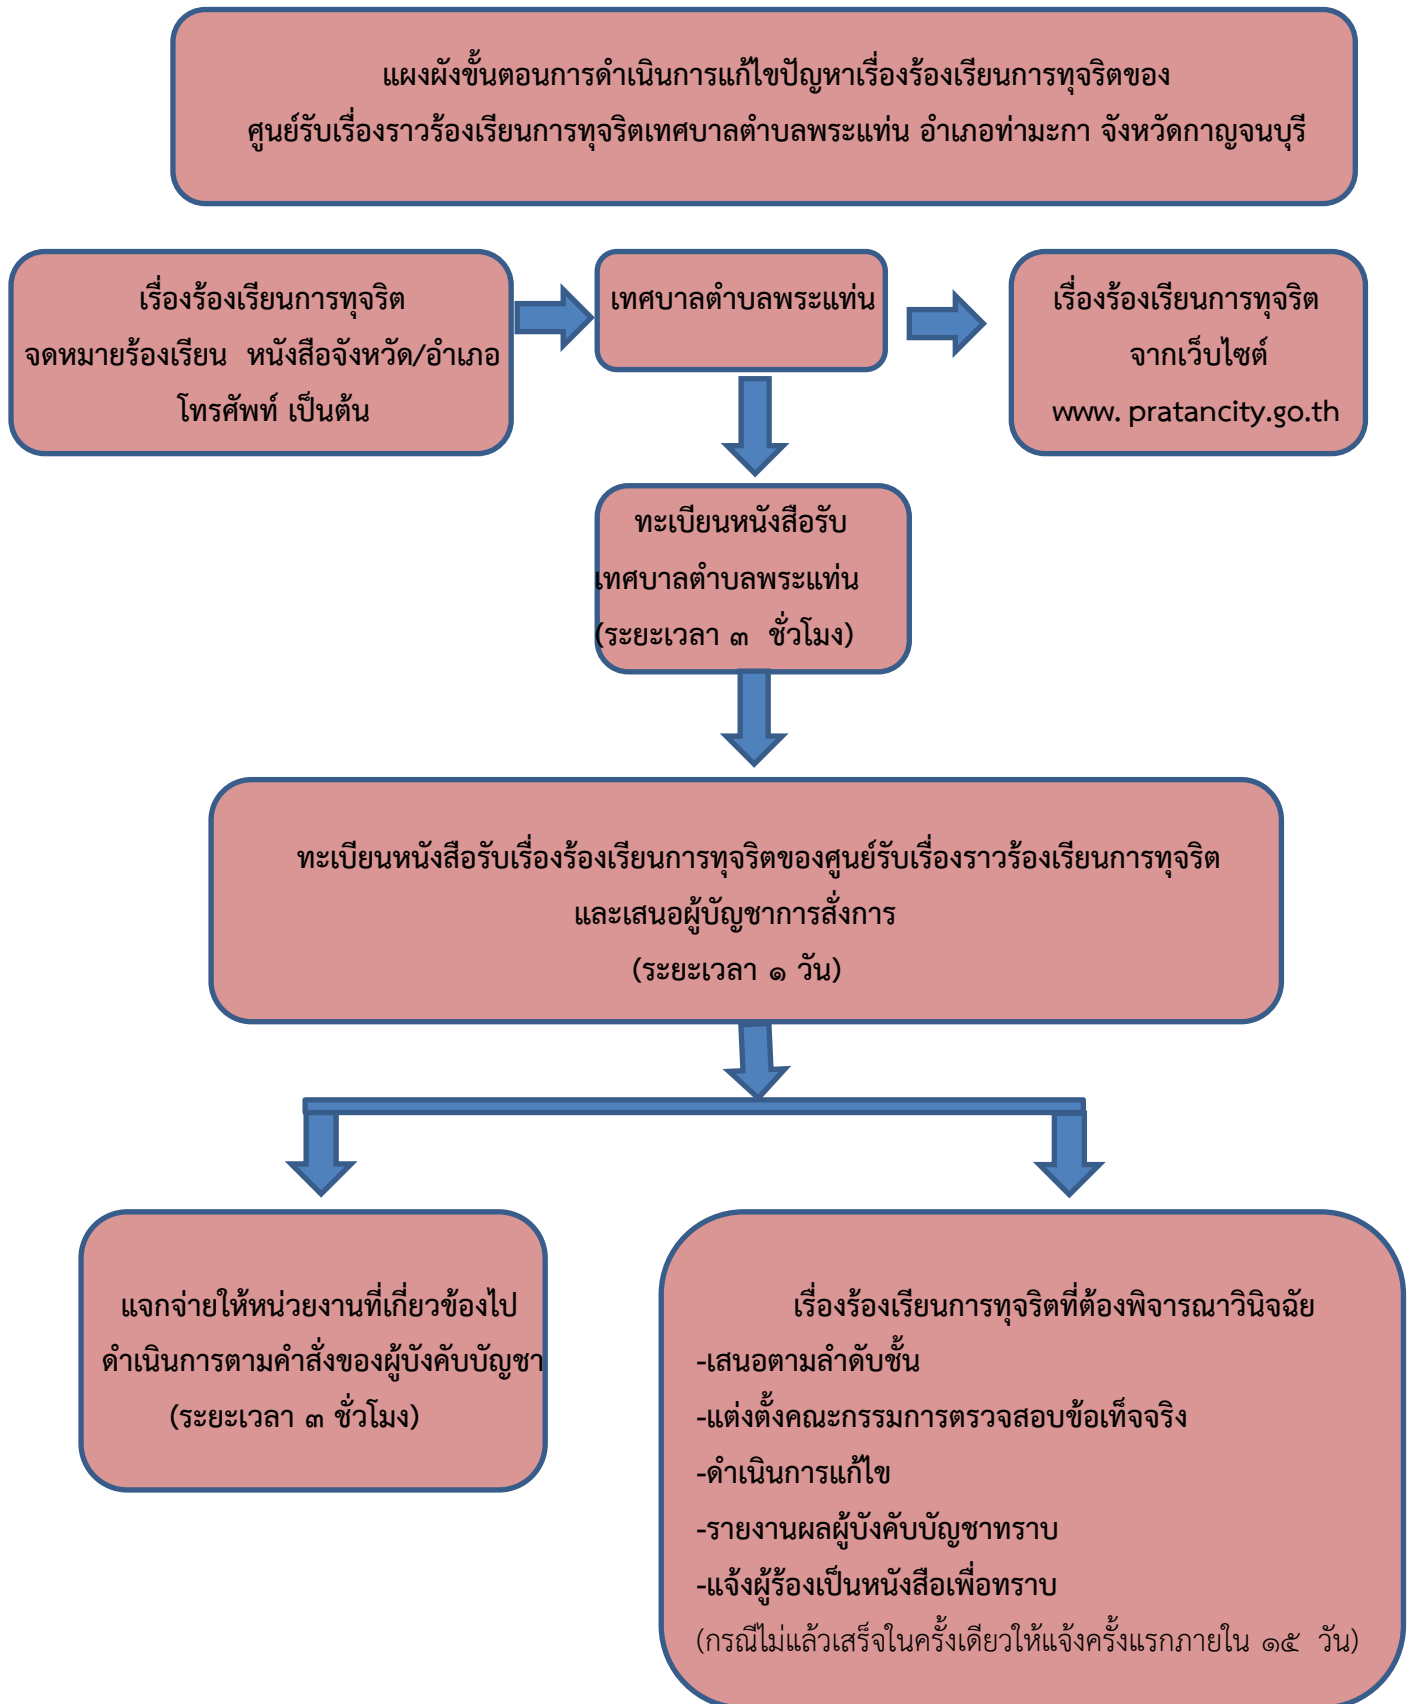 แผงผังขั้นตอนการดำเนินการแก้ไขปัญหาเรื่องร้องเรียนการทุจริตของ
ศูนย์รับเรื่องราวร้องเรียนการทุจริตเทศบาลตำบลพระแท่น อำเภอท่ามะกา จังหวัดกาญจนบุรี
เรื่องร้องเรียนการทุจริต
จดหมายร้องเรียน หนังสือจังหวัด/อำเภอ
โทรศัพท์ เป็นต้น
เทศบาลตำบลพระแท่น
เรื่องร้องเรียนการทุจริต
จากเว็บไซต์
www. pratancity.go.th
ทะเบียนหนังสือรับ
เทศบาลตำบลพระแท่น
(ระยะเวลา ๓ ชั่วโมง)
ทะเบียนหนังสือรับเรื่องร้องเรียนการทุจริตของศูนย์รับเรื่องราวร้องเรียนการทุจริต
และเสนอผู้บัญชาการสั่งการ
(ระยะเวลา ๑ วัน)
แจกจ่ายให้หน่วยงานที่เกี่ยวข้องไป
ดำเนินการตามคำสั่งของผู้บังคับบัญชา
(ระยะเวลา ๓ ชั่วโมง)
เรื่องร้องเรียนการทุจริตที่ต้องพิจารณาวินิจฉัย
-เสนอตามลำดับชั้น
-แต่งตั้งคณะกรรมการตรวจสอบข้อเท็จจริง
-ดำเนินการแก้ไข
-รายงานผลผู้บังคับบัญชาทราบ
-แจ้งผู้ร้องเป็นหนังสือเพื่อทราบ
(กรณีไม่แล้วเสร็จในครั้งเดียวให้แจ้งครั้งแรกภายใน ๑๕ วัน)